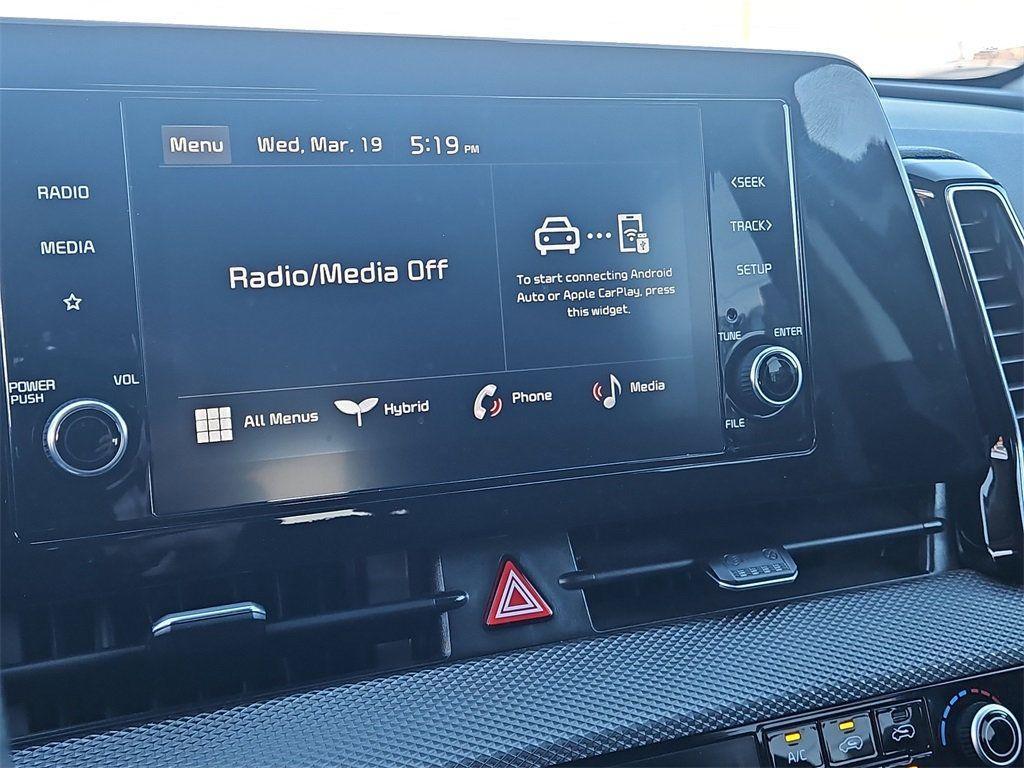 Menu Wed, Mar. 19 5:19 PM
RADIO
MEDIA
POWER
PUSH
VOL
Radio/Media Off
To start connecting Android
Auto or Apple CarPlay, press
this widget.
All Menus Hybrid Phone Media
<SEEK
TRACK>
SETUP
TUNE
ENTER
FILE
A/C